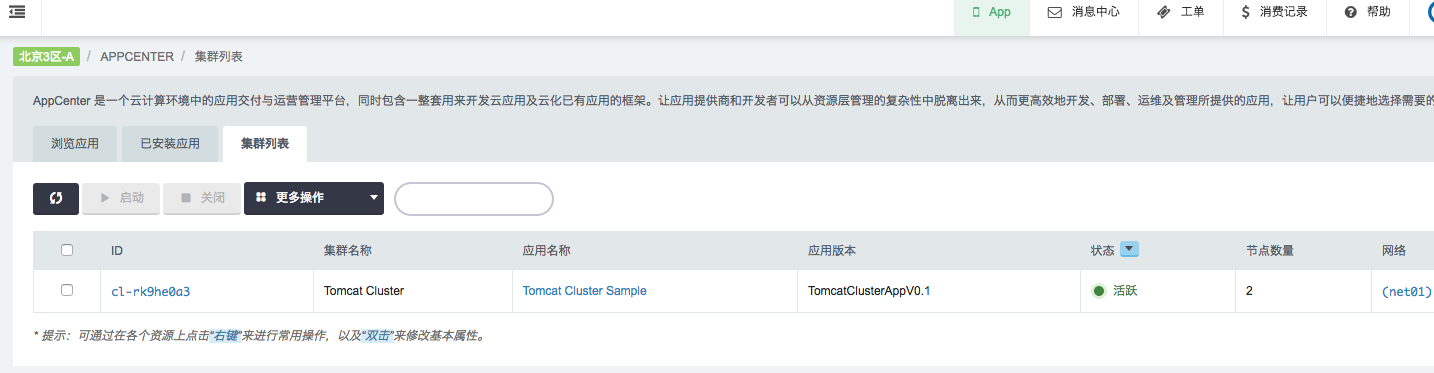 App 消息中心 工单 消费记录 帮助
北京3区-A / APPCENTER / 集群列表
AppCenter 是一个云计算环境中的应用交付与运营管理平台，同时包含一整套用来开发云应用及云化已有应用的框架。让应用提供商和开发者可以从资源层管理的复杂性中脱离出来，从而更高效地开发、部署、运维及管理所提供的应用，让用户可以便捷地选择需要的
浏览应用 已安装应用 集群列表
启动 关闭 更多操作
ID 集群名称 应用名称 应用版本 状态 节点数量 网络
cl-rk9he0a3 Tomcat Cluster Tomcat Cluster Sample TomcatClusterAppV0.1 活跃 2 (net01)
* 提示：可通过在各个资源上点击“右键”来进行常用操作，以及“双击”来修改基本属性。